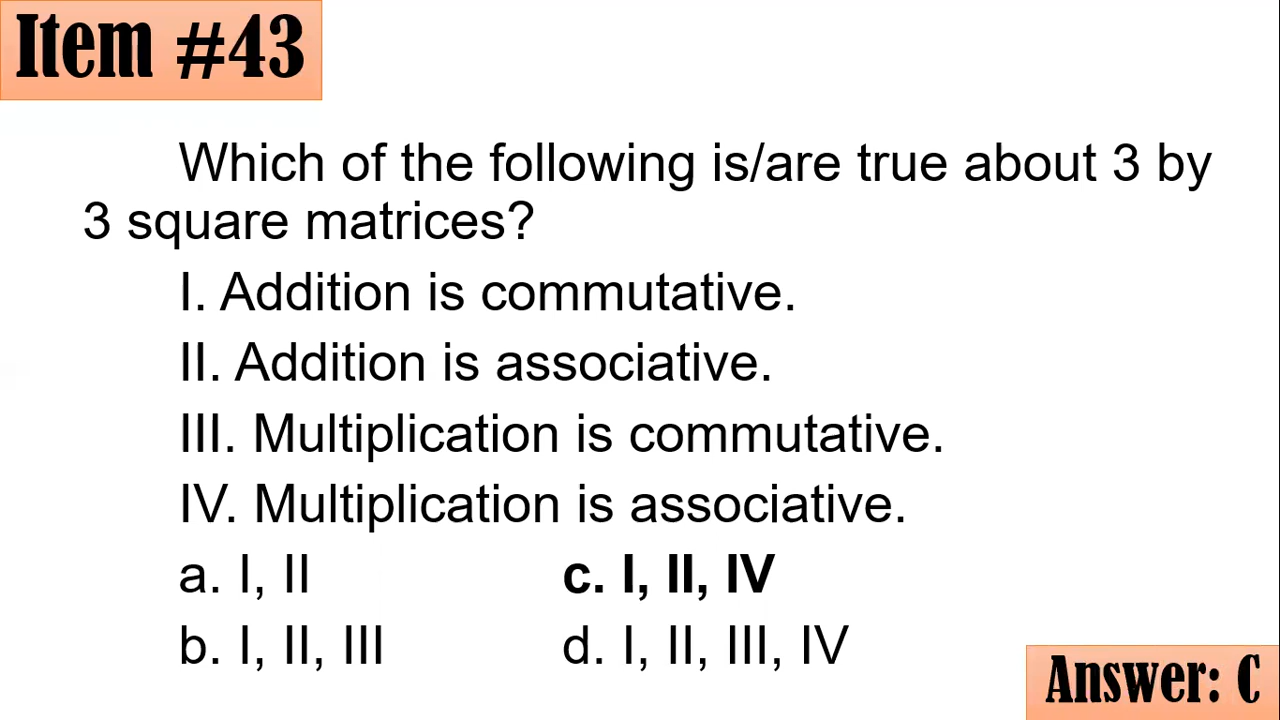 Item #43
Which of the following is/are true about 3 by
3 square matrices?
I. Addition is commutative.
II. Addition is associative.
III. Multiplication is commutative.
IV. Multiplication is associative.
a. I, II c. I, II, IV
b. I, II, III d. I, II, III, IV
Answer: C